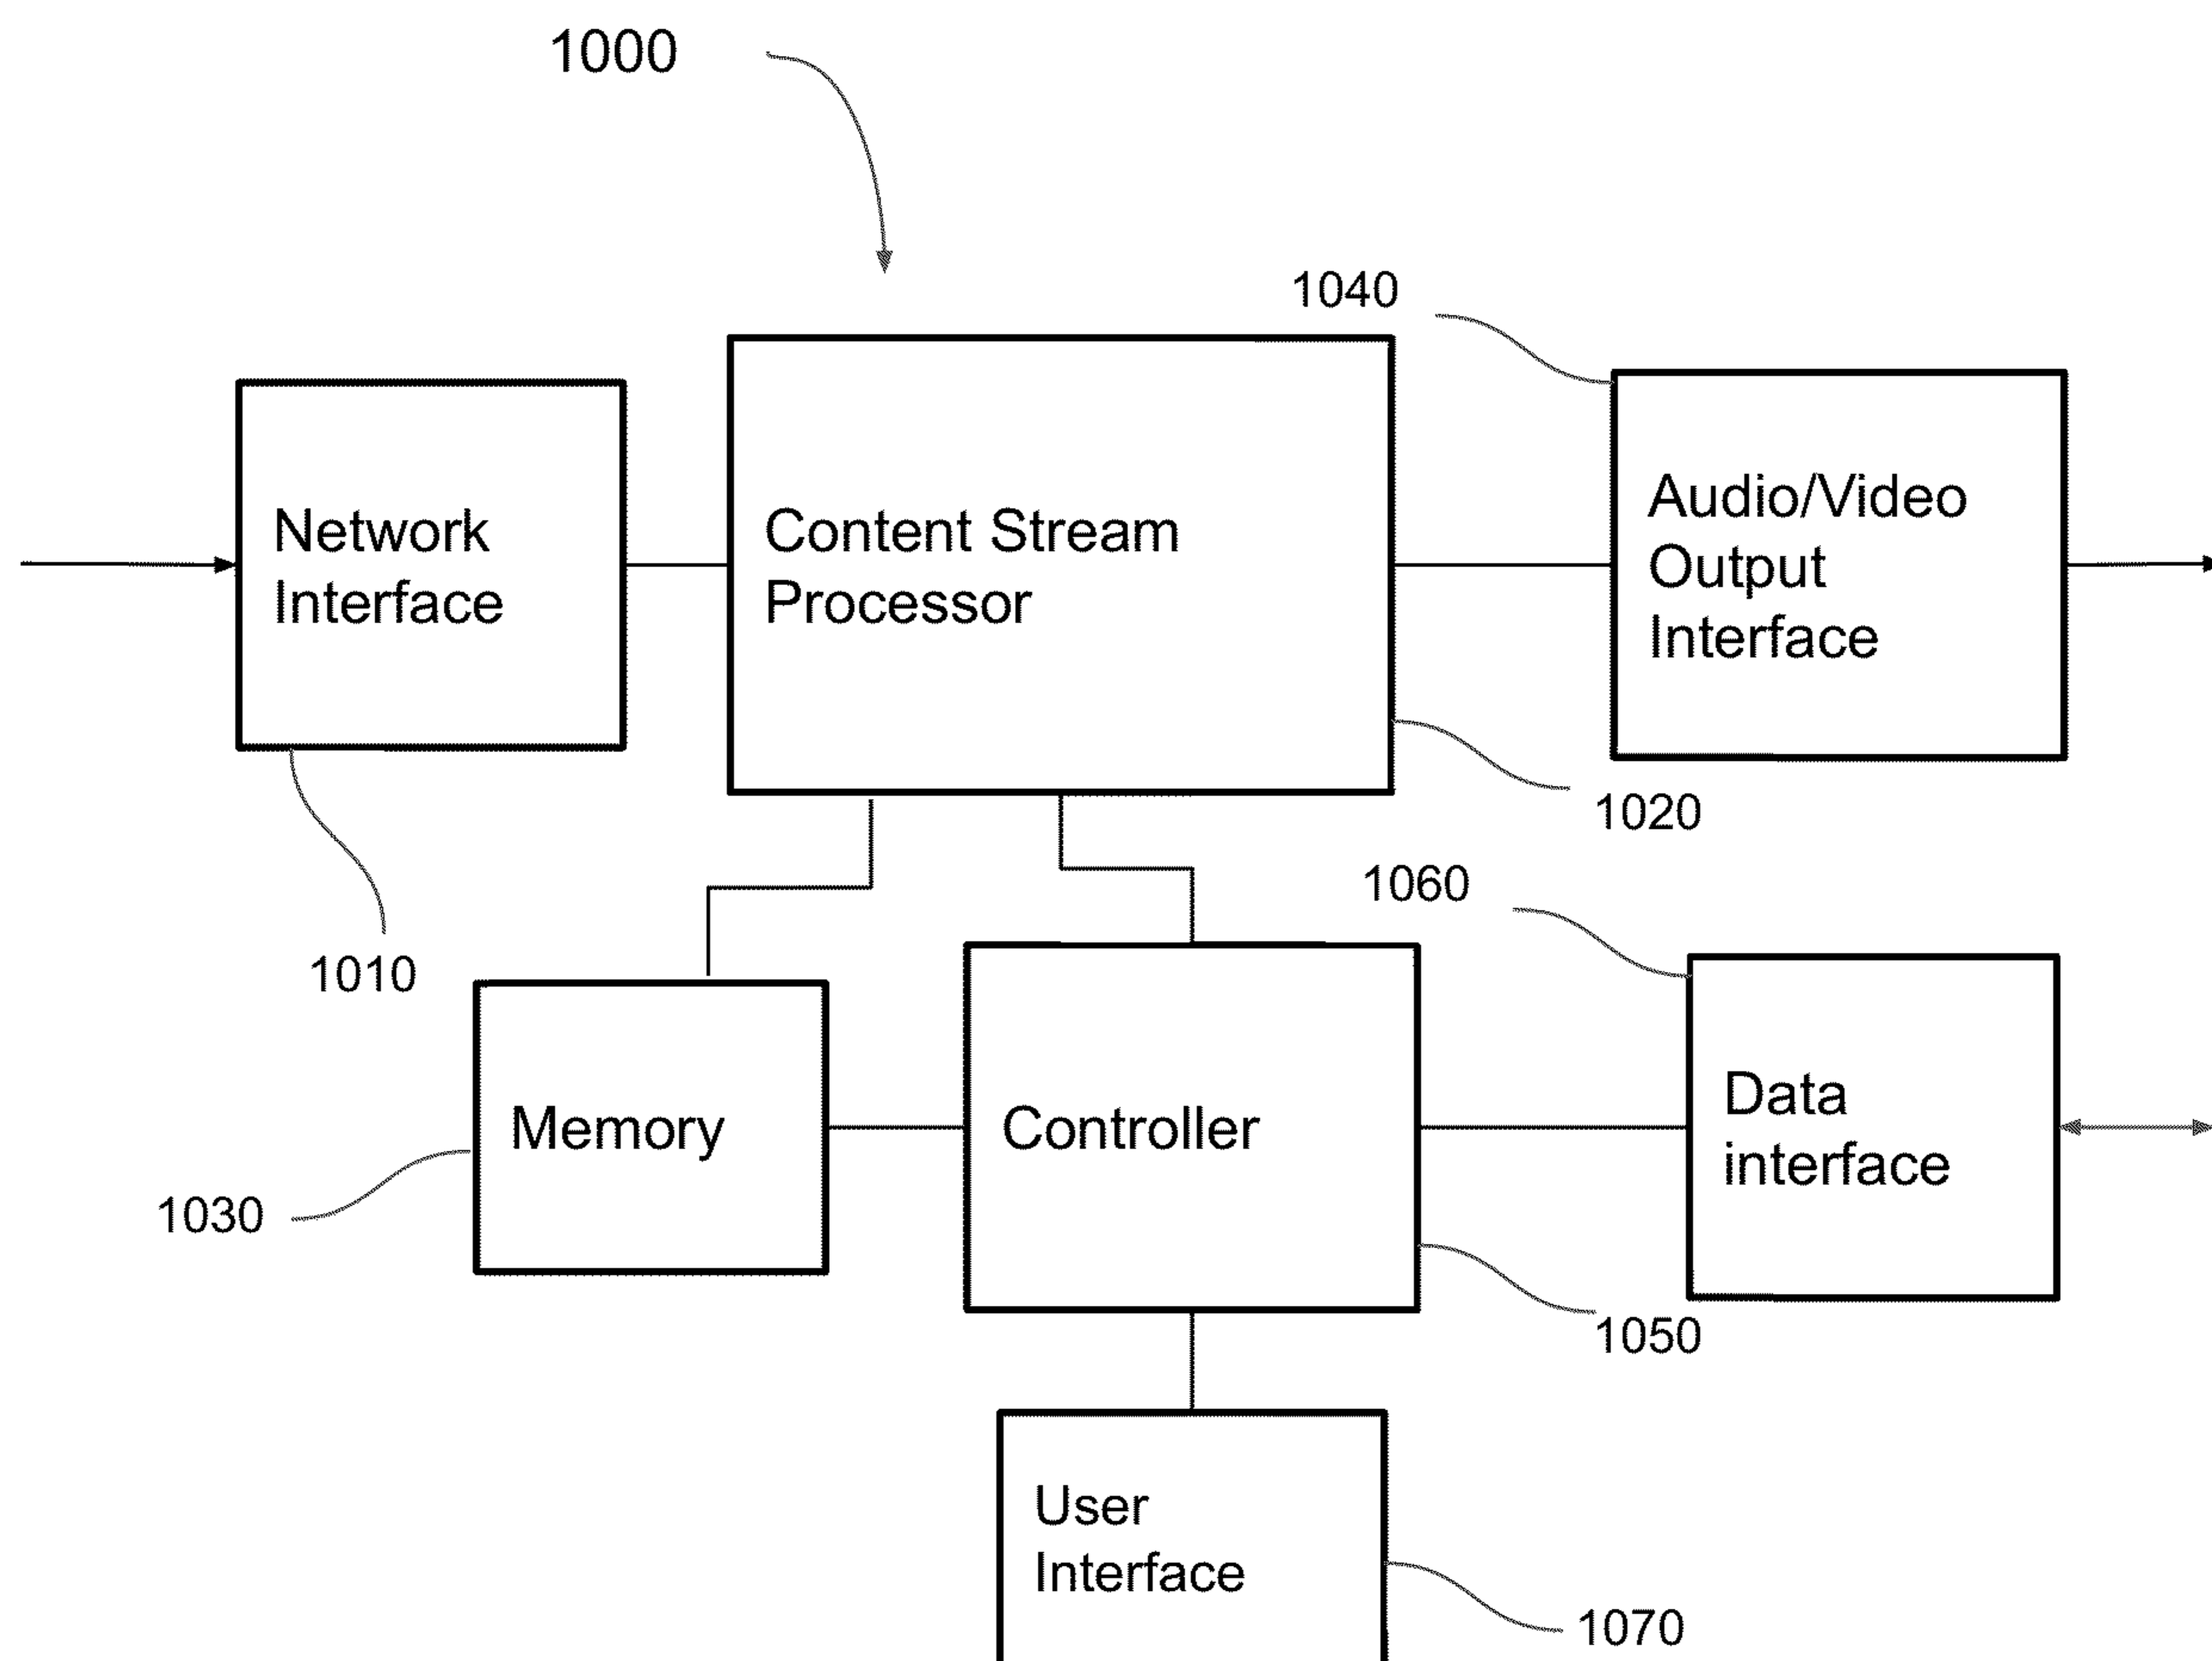 1000
1040
Network
Interface
Content Stream
Processor
Audio/Video
Output
Interface
1020
1010
1060
Memory
Controller
Data
interface
1030
1050
User
Interface
1070